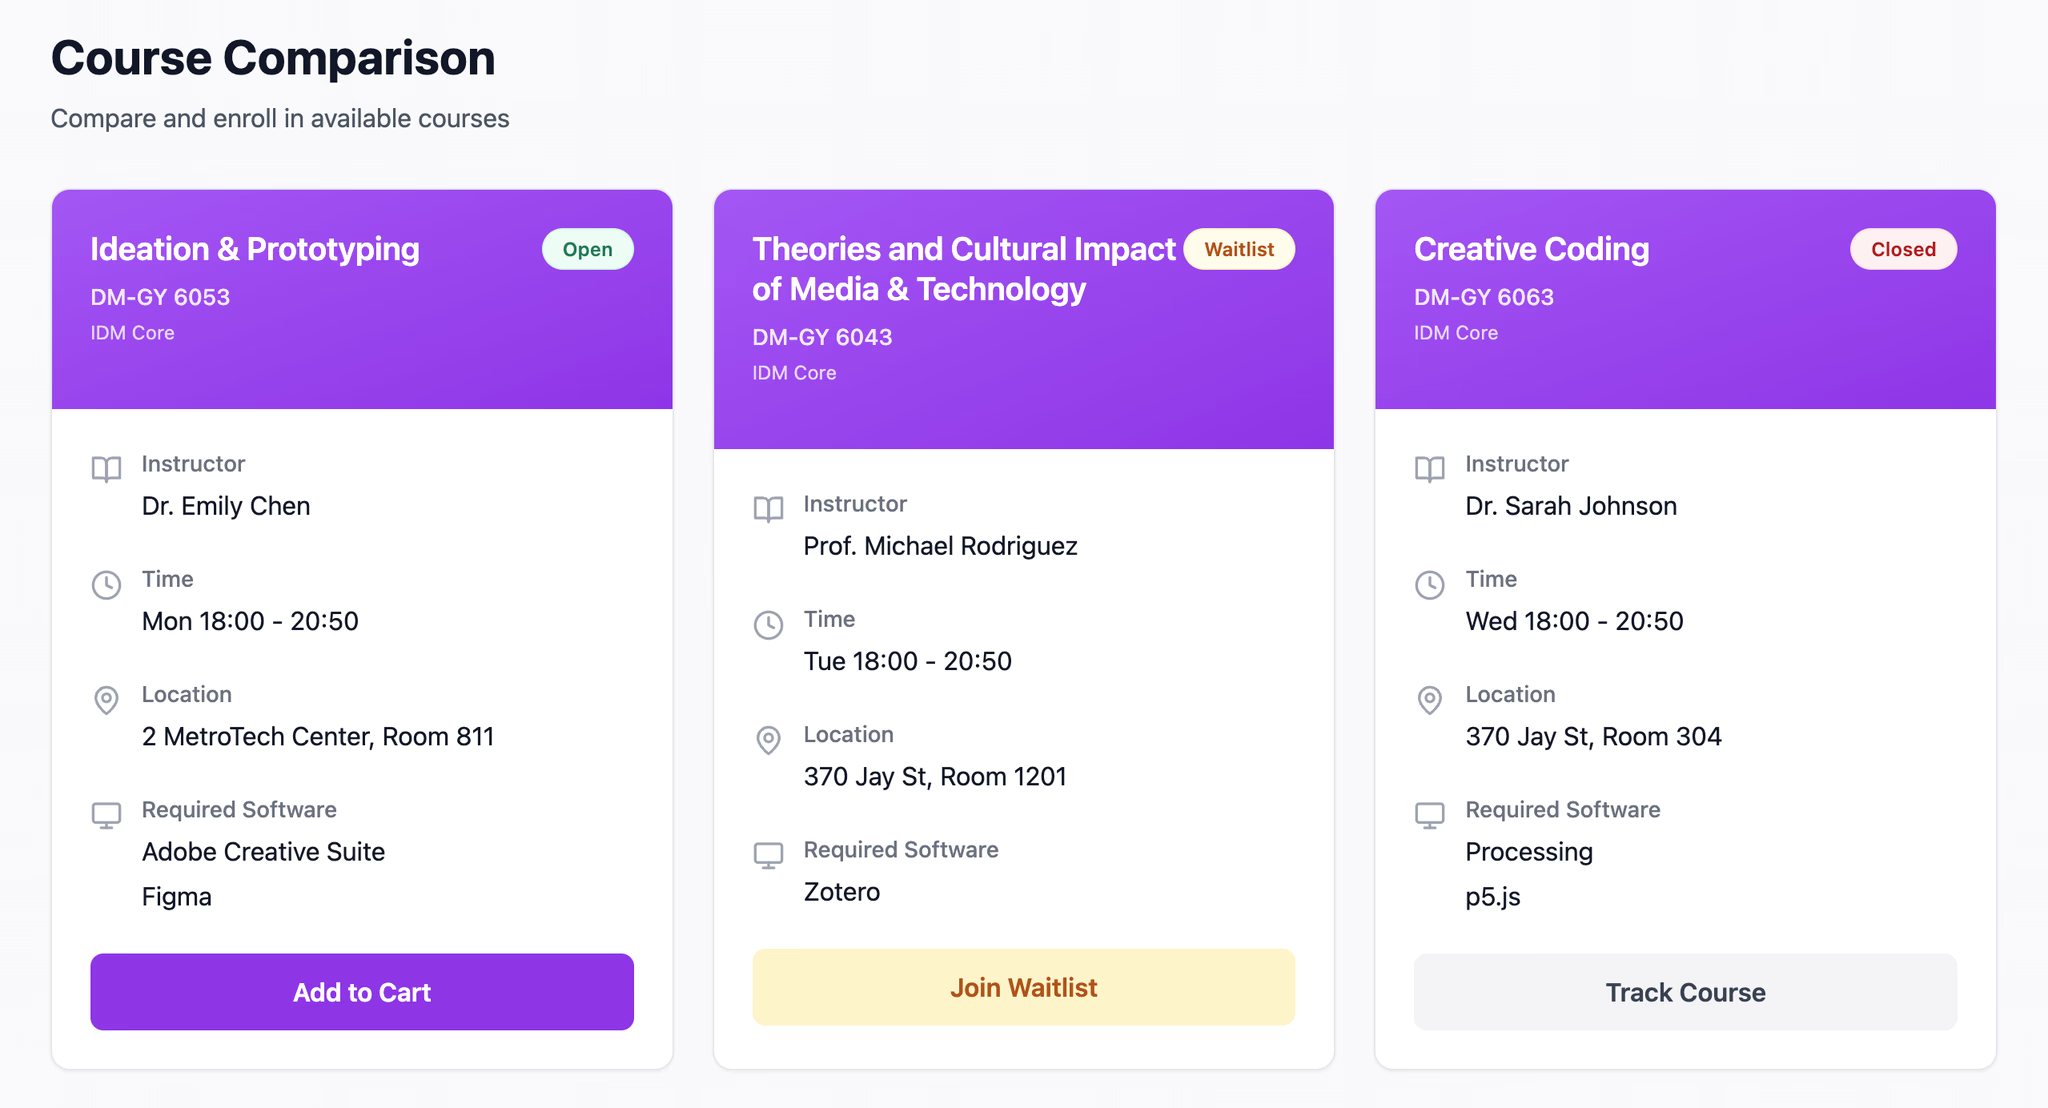 Course Comparison
Compare and enroll in available courses
Ideation & Prototyping
Open
DM-GY 6053
IDM Core
Instructor
Dr. Emily Chen
Time
Mon 18:00 - 20:50
Location
2 MetroTech Center, Room 811
Required Software
Adobe Creative Suite
Figma
Add to Cart
Theories and Cultural Impact
of Media & Technology
Waitlist
DM-GY 6043
IDM Core
Instructor
Prof. Michael Rodriguez
Time
Tue 18:00 - 20:50
Location
370 Jay St, Room 1201
Required Software
Zotero
Join Waitlist
Creative Coding
Closed
DM-GY 6063
IDM Core
Instructor
Dr. Sarah Johnson
Time
Wed 18:00 - 20:50
Location
370 Jay St, Room 304
Required Software
Processing
p5.js
Track Course